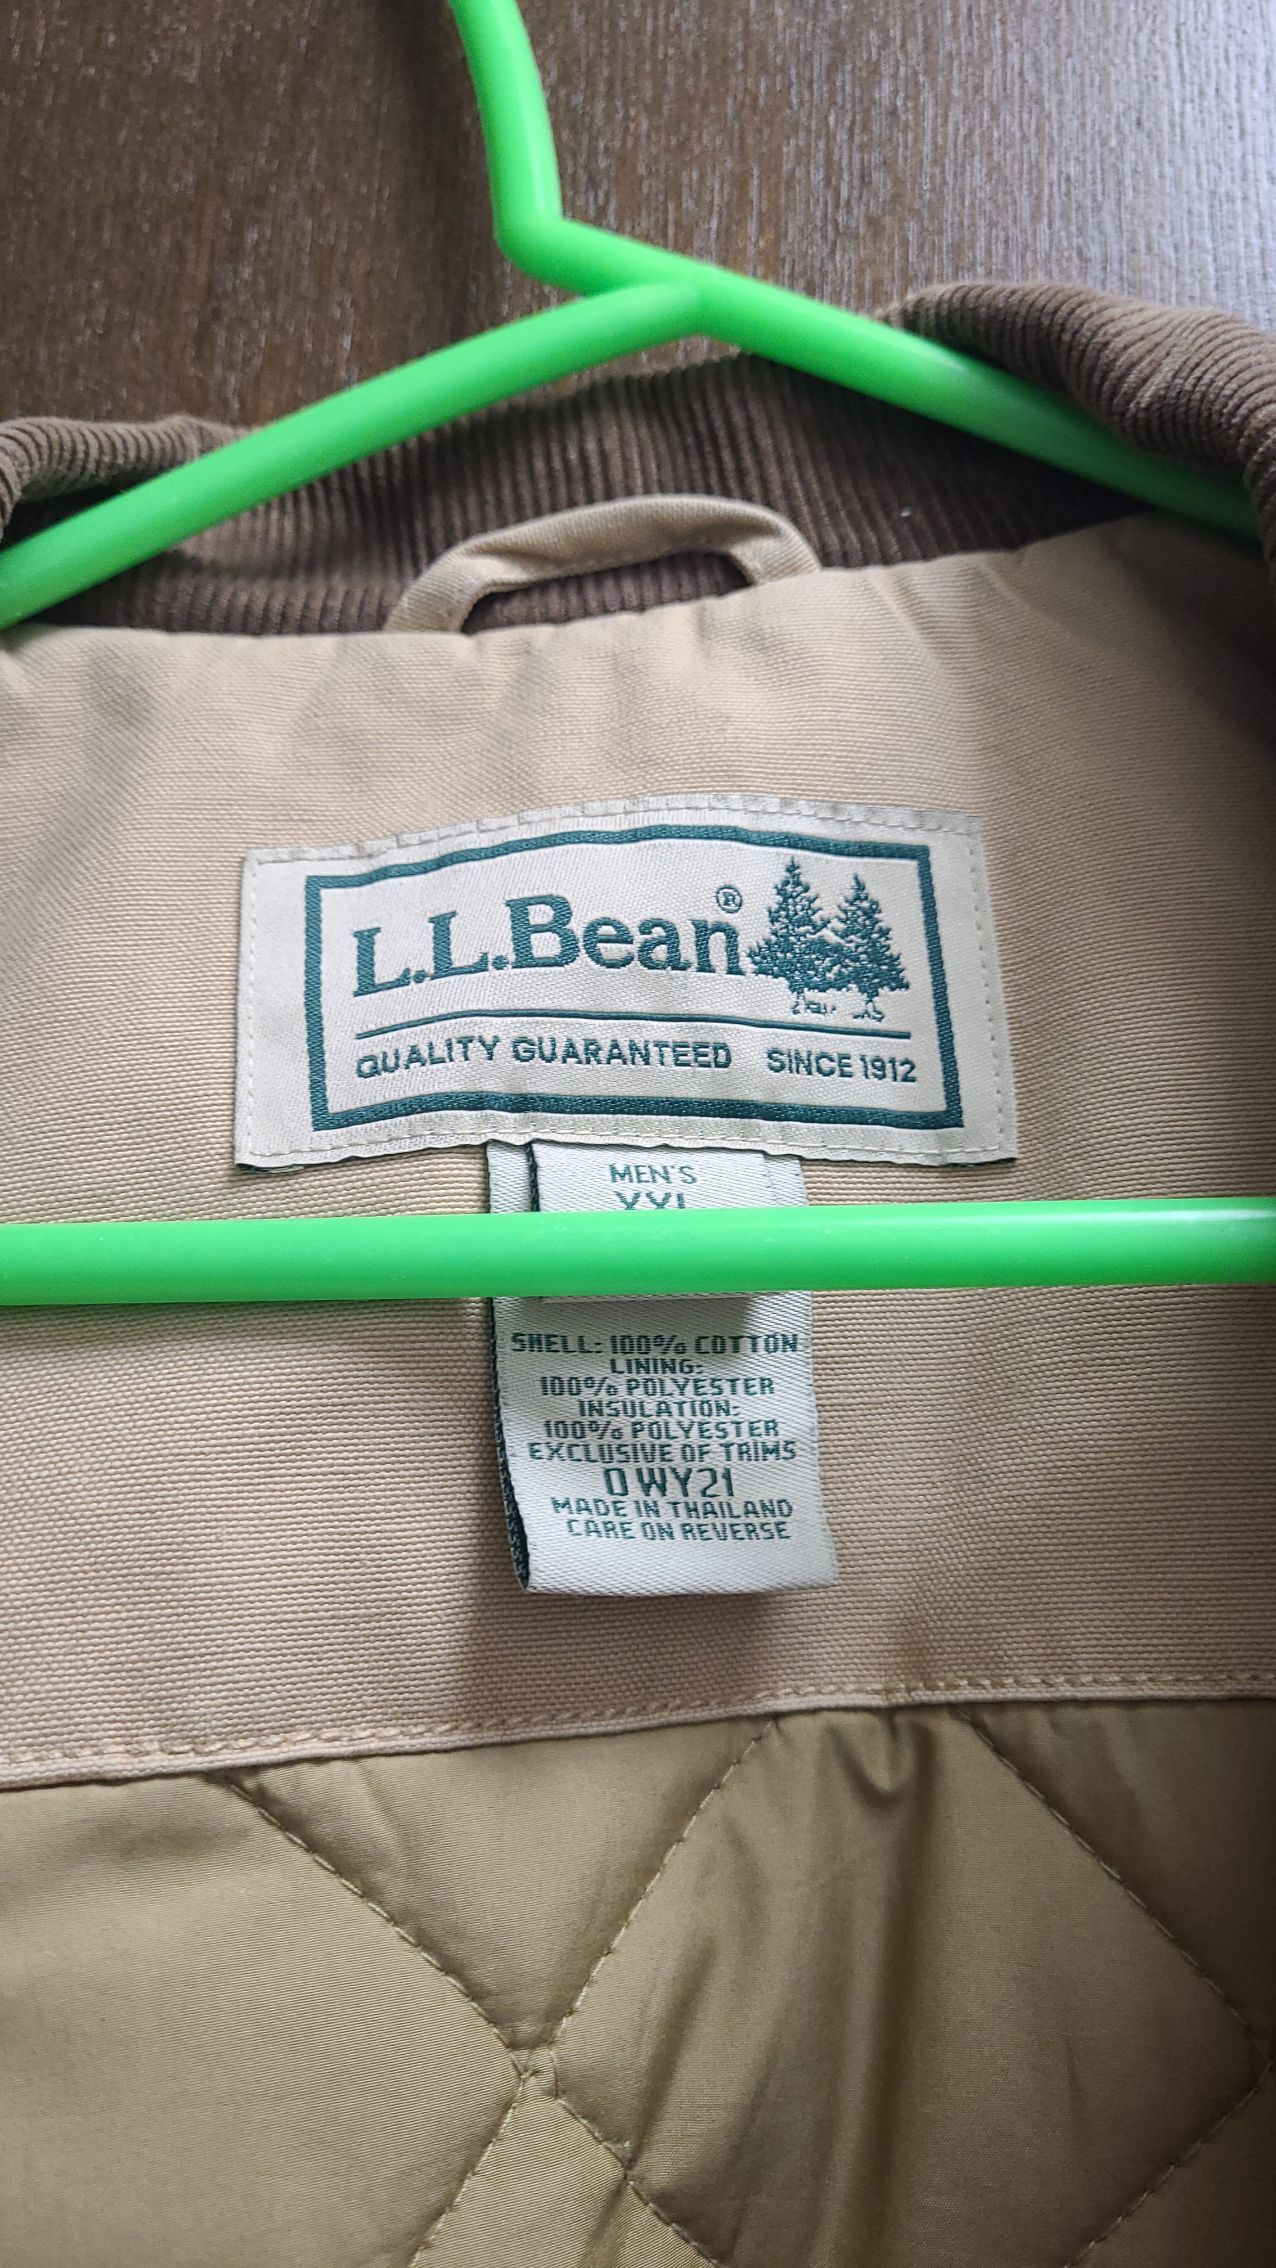 L.L.Bean®
QUALITY GUARANTEED SINCE 1912
MEN'S
XXL
SHELL: 100% COTTON
LINING:
100% POLYESTER
INSULATION:
100% POLYESTER
EXCLUSIVE OF TRIMS
0WY21
MADE IN THAILAND
CARE ON REVERSE